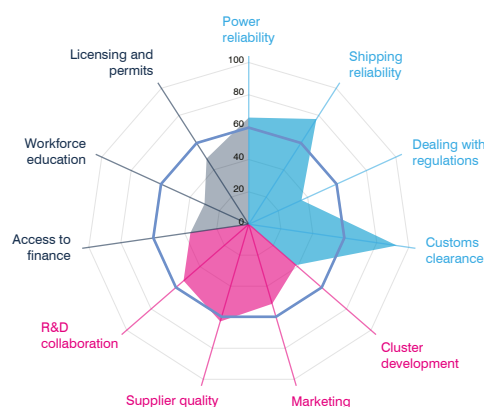 Power
reliability
Shipping
reliability
Licensing and
permits
100
80
60
40
20
0
Workforce
education
Dealing with
regulations
Access to
finance
Customs
clearance
R&D
collaboration
Cluster
development
Supplier quality
Marketing